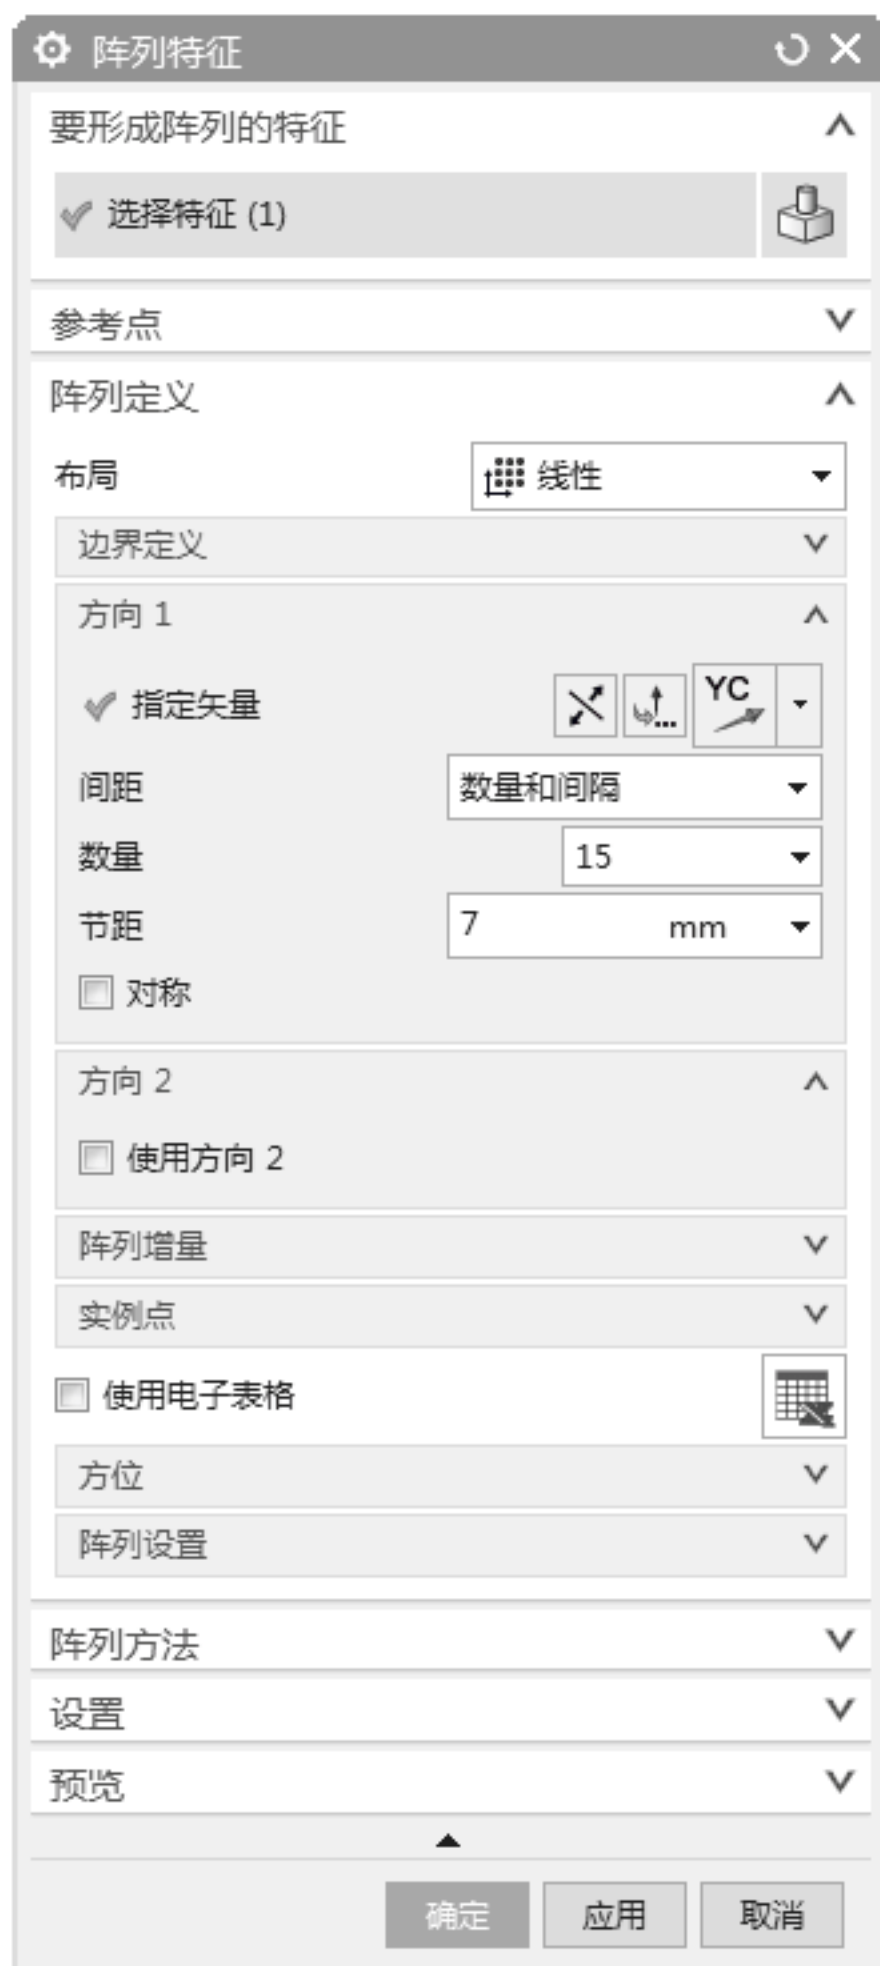 阵列特征
要形成阵列的特征
选择特征 (1)
参考点
阵列定义
布局 线性
边界定义
方向 1
指定矢量 YC
间距 数量和间隔
数量 15
节距 7 mm
对称
方向 2
使用方向 2
阵列增量
实例点
使用电子表格
方位
阵列设置
阵列方法
设置
预览
确定 应用 取消